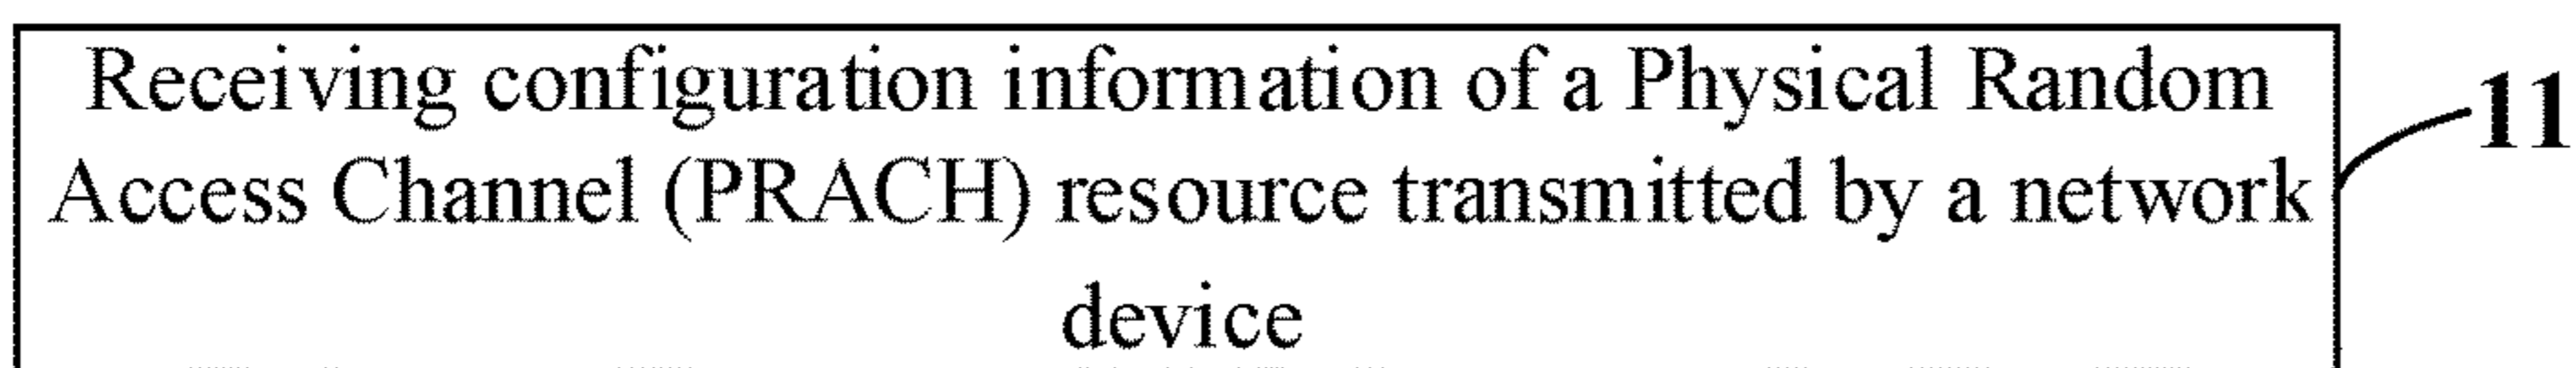 Receiving configuration information of a Physical Random
Access Channel (PRACH) resource transmitted by a network
device
11